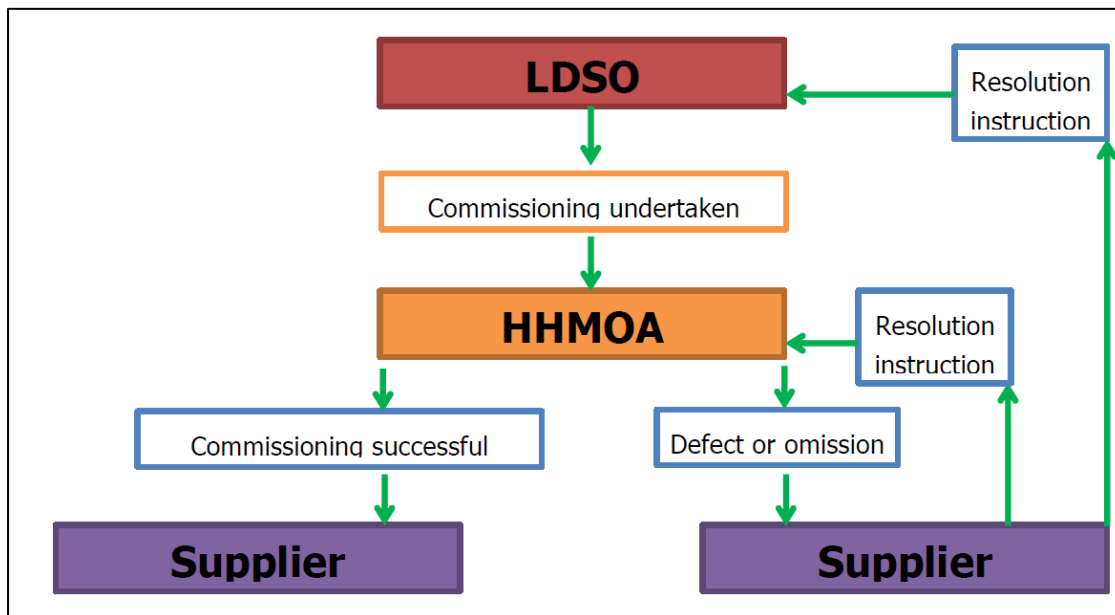 LDSO
Resolution
instruction
Commissioning undertaken
HHMOA
Resolution
instruction
Commissioning successful
Defect or omission
Supplier
Supplier